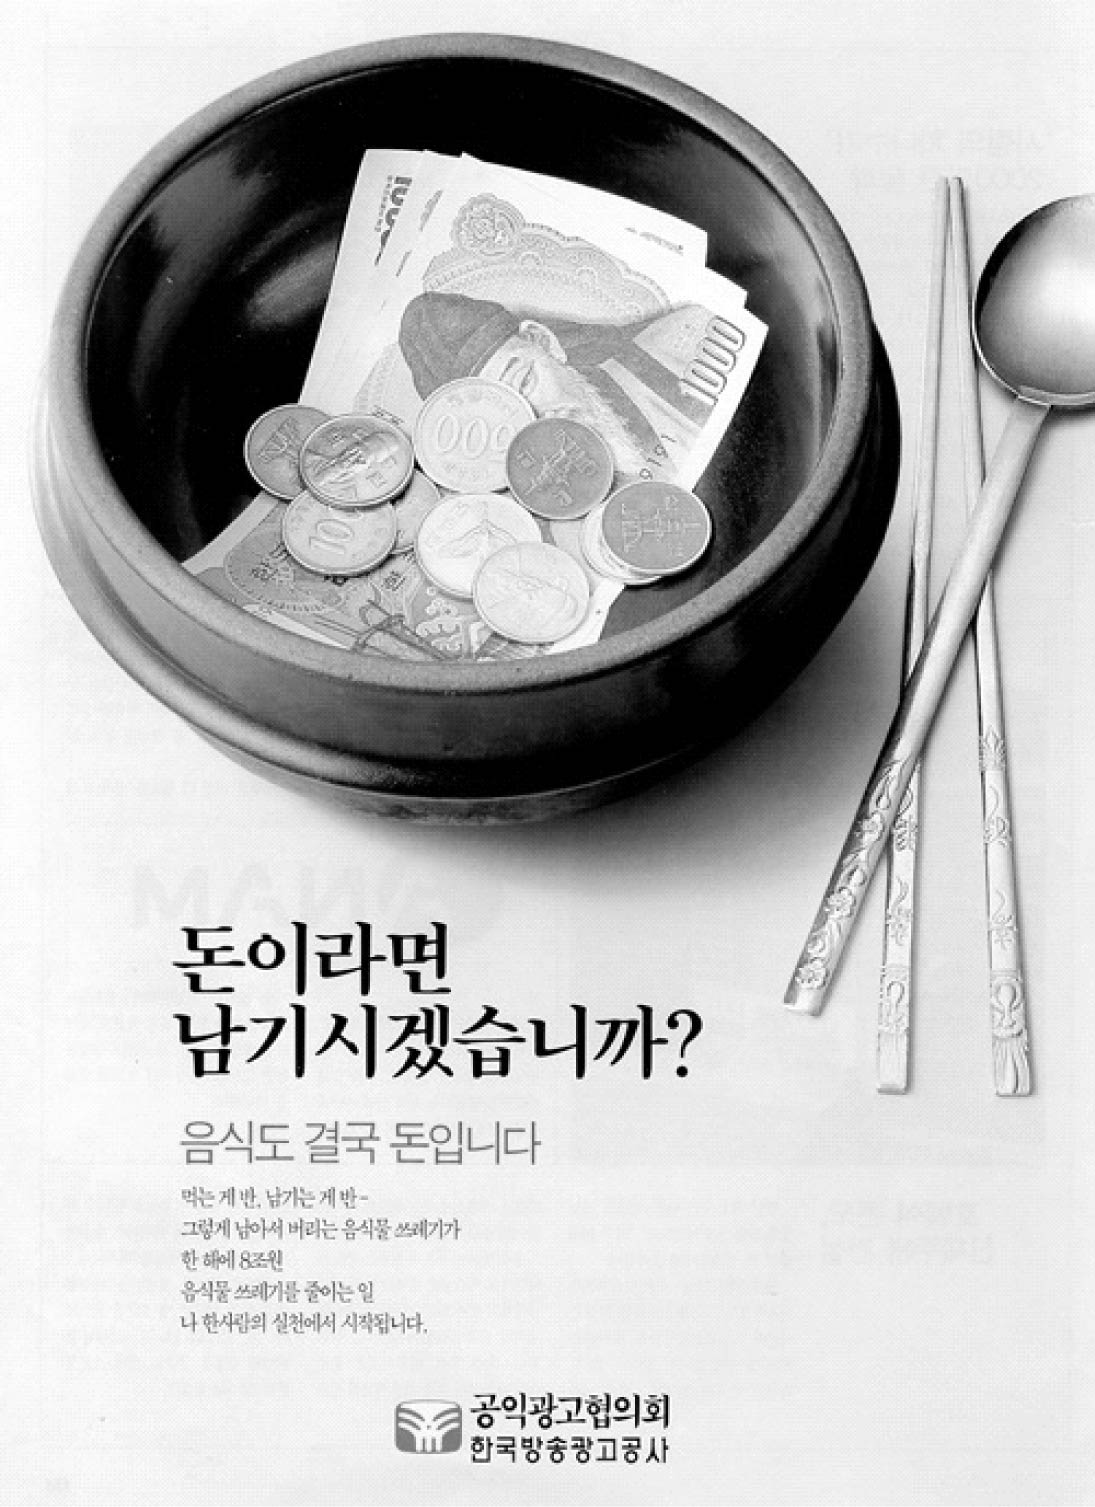 1000
1000
500
100
돈이라면
남기시겠습니까?
음식도 결국 돈입니다
먹는 게 반, 남기는 게 반-
그렇게 남아서 버리는 음식물 쓰레기가
한 해에 8조원
음식물 쓰레기를 줄이는 일
나 한사람의 실천에서 시작됩니다.
공익광고협의회
한국방송광고공사